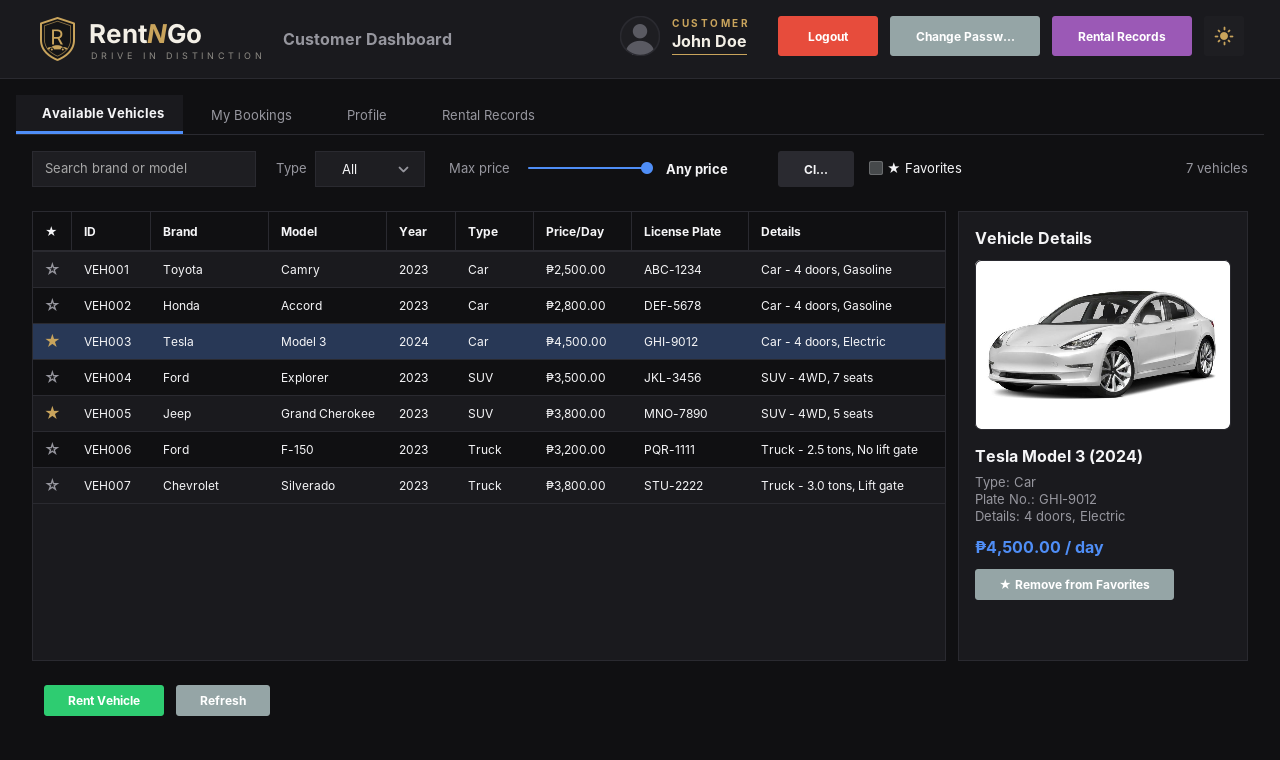 R
RentNGo
DRIVE IN DISTINCTION
Customer Dashboard
CUSTOMER
John Doe
Logout
Change Passw...
Rental Records
Available Vehicles
My Bookings
Profile
Rental Records
Search brand or model
Type
All
Max price
Any price
Cl...
★ Favorites
7 vehicles
★ ID Brand Model Year Type Price/Day License Plate Details
☆ VEH001 Toyota Camry 2023 Car ₱2,500.00 ABC-1234 Car - 4 doors, Gasoline
☆ VEH002 Honda Accord 2023 Car ₱2,800.00 DEF-5678 Car - 4 doors, Gasoline
★ VEH003 Tesla Model 3 2024 Car ₱4,500.00 GHI-9012 Car - 4 doors, Electric
☆ VEH004 Ford Explorer 2023 SUV ₱3,500.00 JKL-3456 SUV - 4WD, 7 seats
★ VEH005 Jeep Grand Cherokee 2023 SUV ₱3,800.00 MNO-7890 SUV - 4WD, 5 seats
☆ VEH006 Ford F-150 2023 Truck ₱3,200.00 PQR-1111 Truck - 2.5 tons, No lift gate
☆ VEH007 Chevrolet Silverado 2023 Truck ₱3,800.00 STU-2222 Truck - 3.0 tons, Lift gate
Vehicle Details
Tesla Model 3 (2024)
Type: Car
Plate No.: GHI-9012
Details: 4 doors, Electric
₱4,500.00 / day
★ Remove from Favorites
Rent Vehicle
Refresh